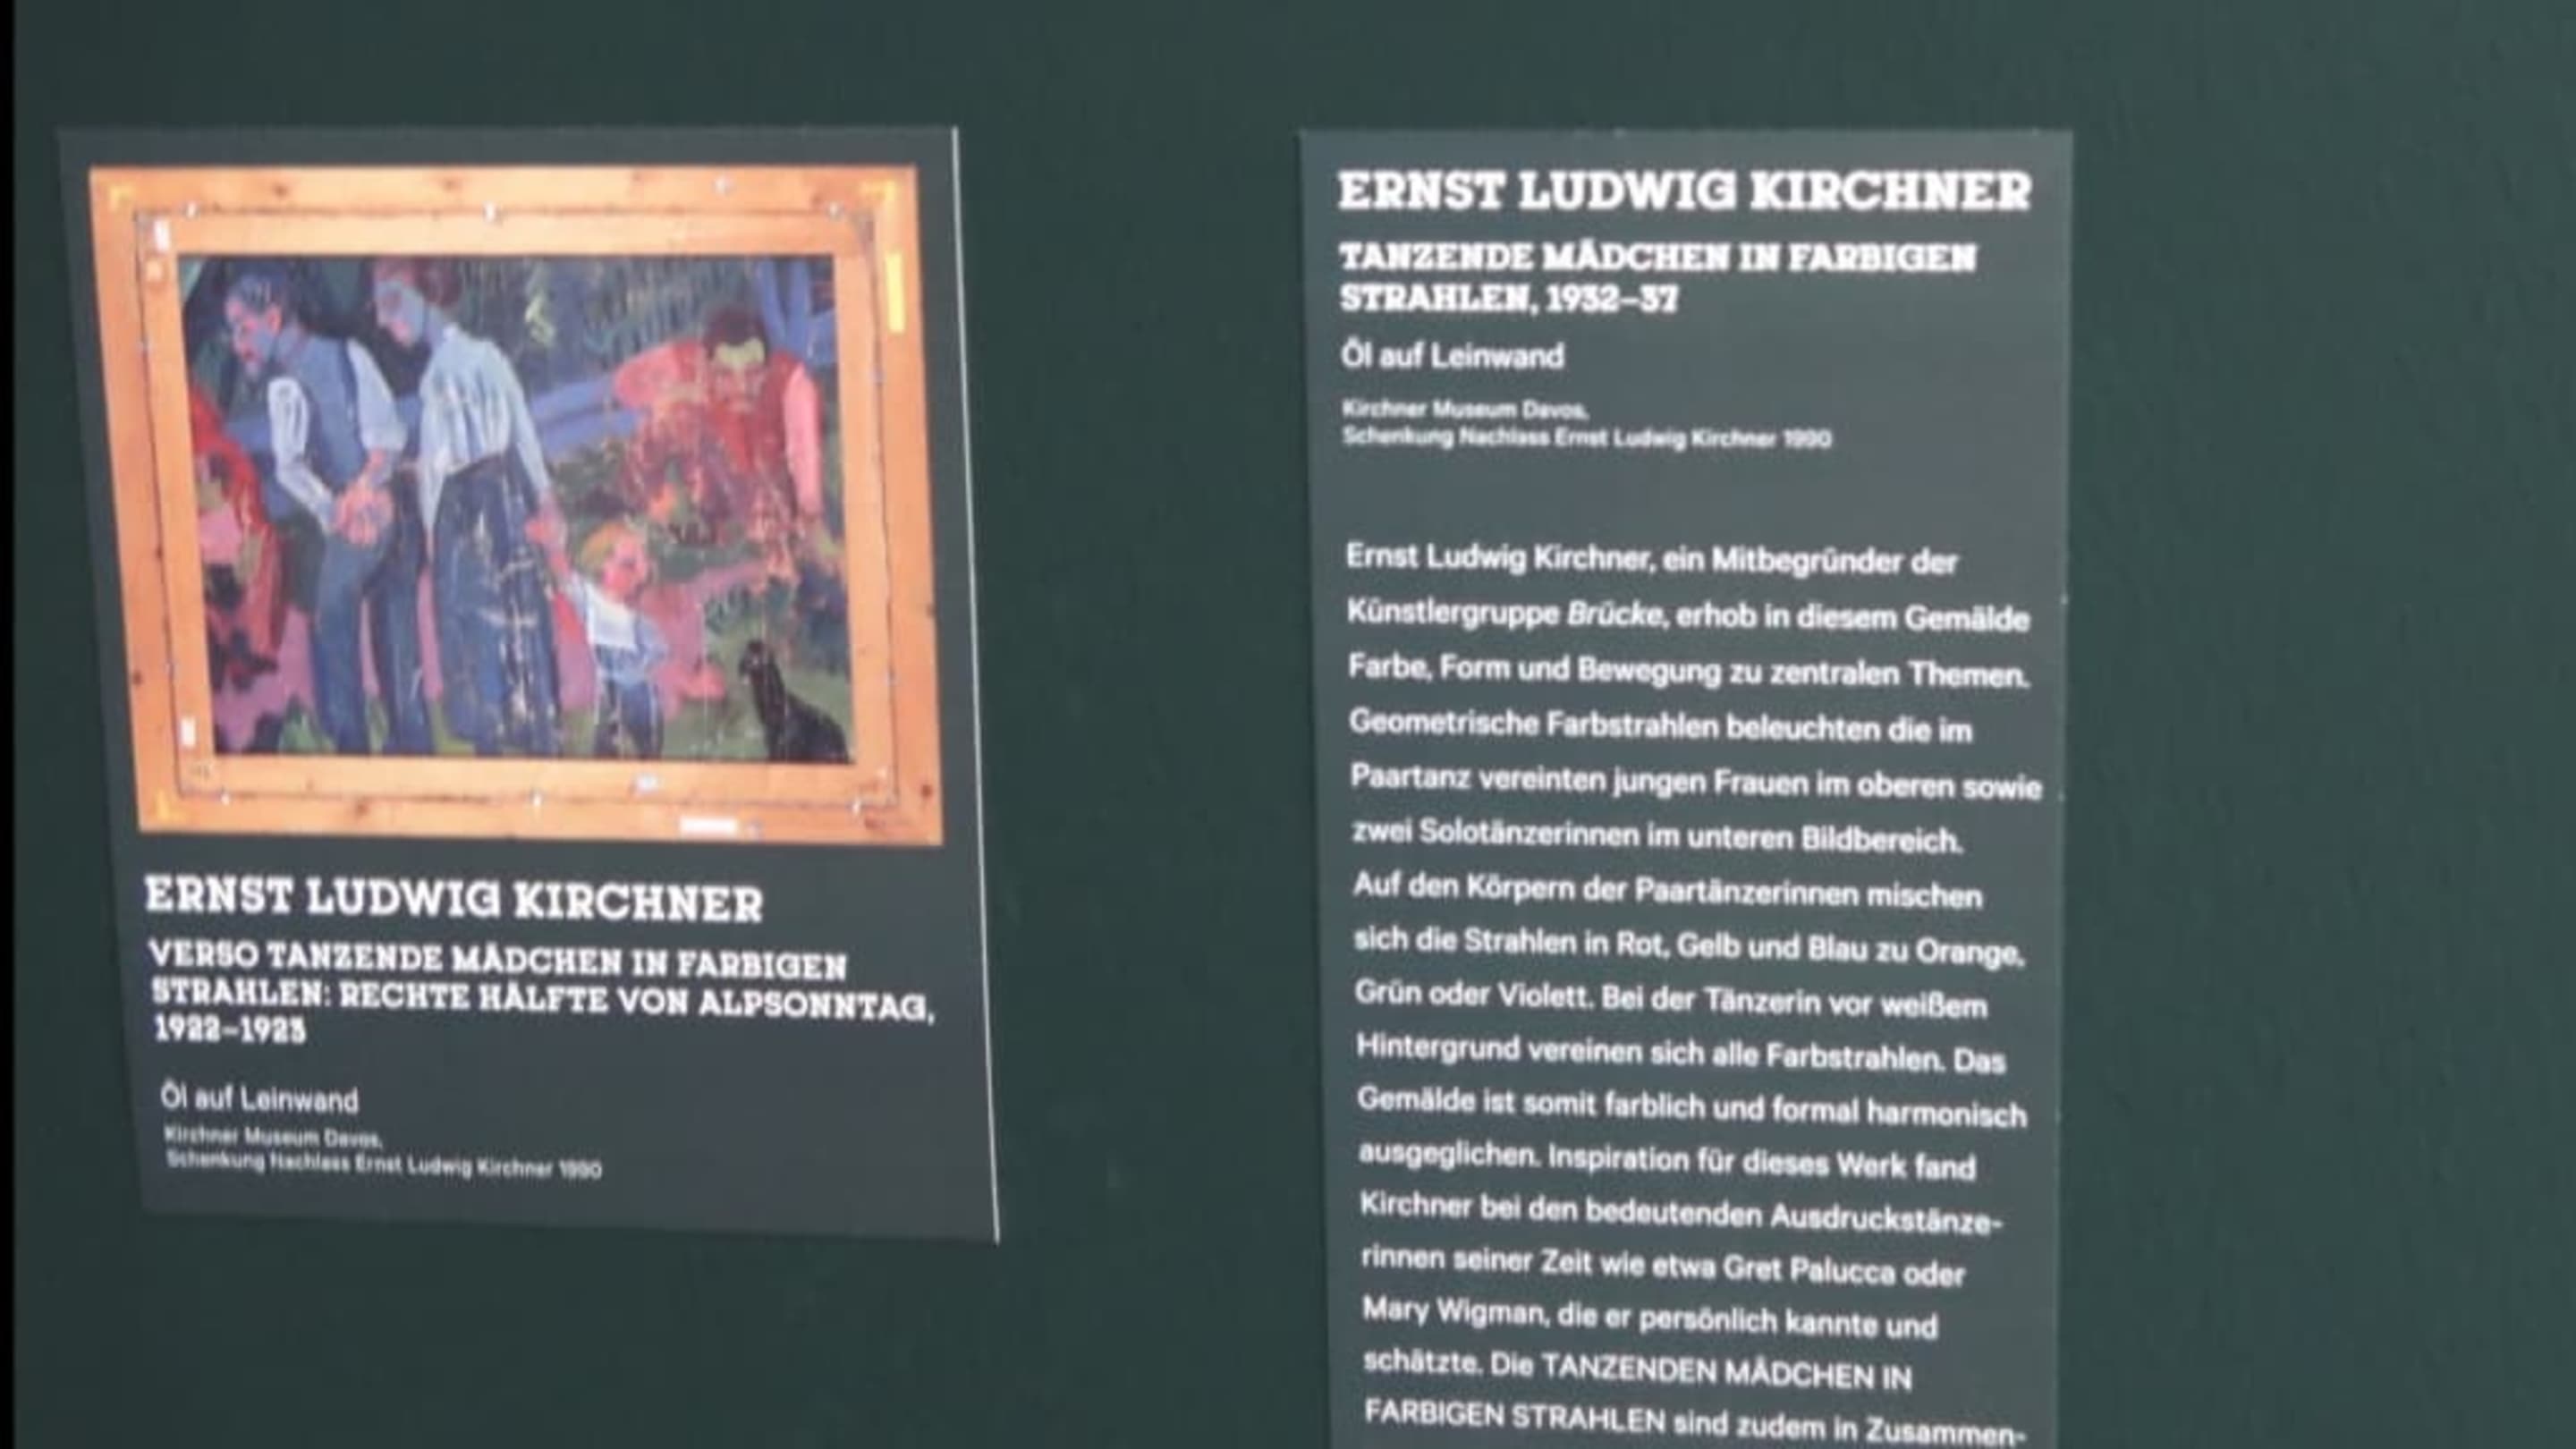 ERNST LUDWIG KIRCHNER
VERSO TANZENDE MÄDCHEN IN FARBIGEN
STRAHLEN: RECHTE HÄLFTE VON ALPSONNTAG,
1922–1923
Öl auf Leinwand
Kirchner Museum Davos,
Schenkung Nachlass Ernst Ludwig Kirchner 1990
ERNST LUDWIG KIRCHNER
TANZENDE MÄDCHEN IN FARBIGEN
STRAHLEN, 1932–37
Öl auf Leinwand
Kirchner Museum Davos,
Schenkung Nachlass Ernst Ludwig Kirchner 1990
Ernst Ludwig Kirchner, ein Mitbegründer der
Künstlergruppe Brücke, erhob in diesem Gemälde
Farbe, Form und Bewegung zu zentralen Themen.
Geometrische Farbstrahlen beleuchten die im
Paartanz vereinten jungen Frauen im oberen sowie
zwei Solotänzerinnen im unteren Bildbereich.
Auf den Körpern der Paartänzerinnen mischen
sich die Strahlen in Rot, Gelb und Blau zu Orange,
Grün oder Violett. Bei der Tänzerin vor weißem
Hintergrund vereinen sich alle Farbstrahlen. Das
Gemälde ist somit farblich und formal harmonisch
ausgeglichen. Inspiration für dieses Werk fand
Kirchner bei den bedeutenden Ausdruckstänze-
rinnen seiner Zeit wie etwa Gret Palucca oder
Mary Wigman, die er persönlich kannte und
schätzte. Die TANZENDEN MÄDCHEN IN
FARBIGEN STRAHLEN sind zudem in Zusammen-